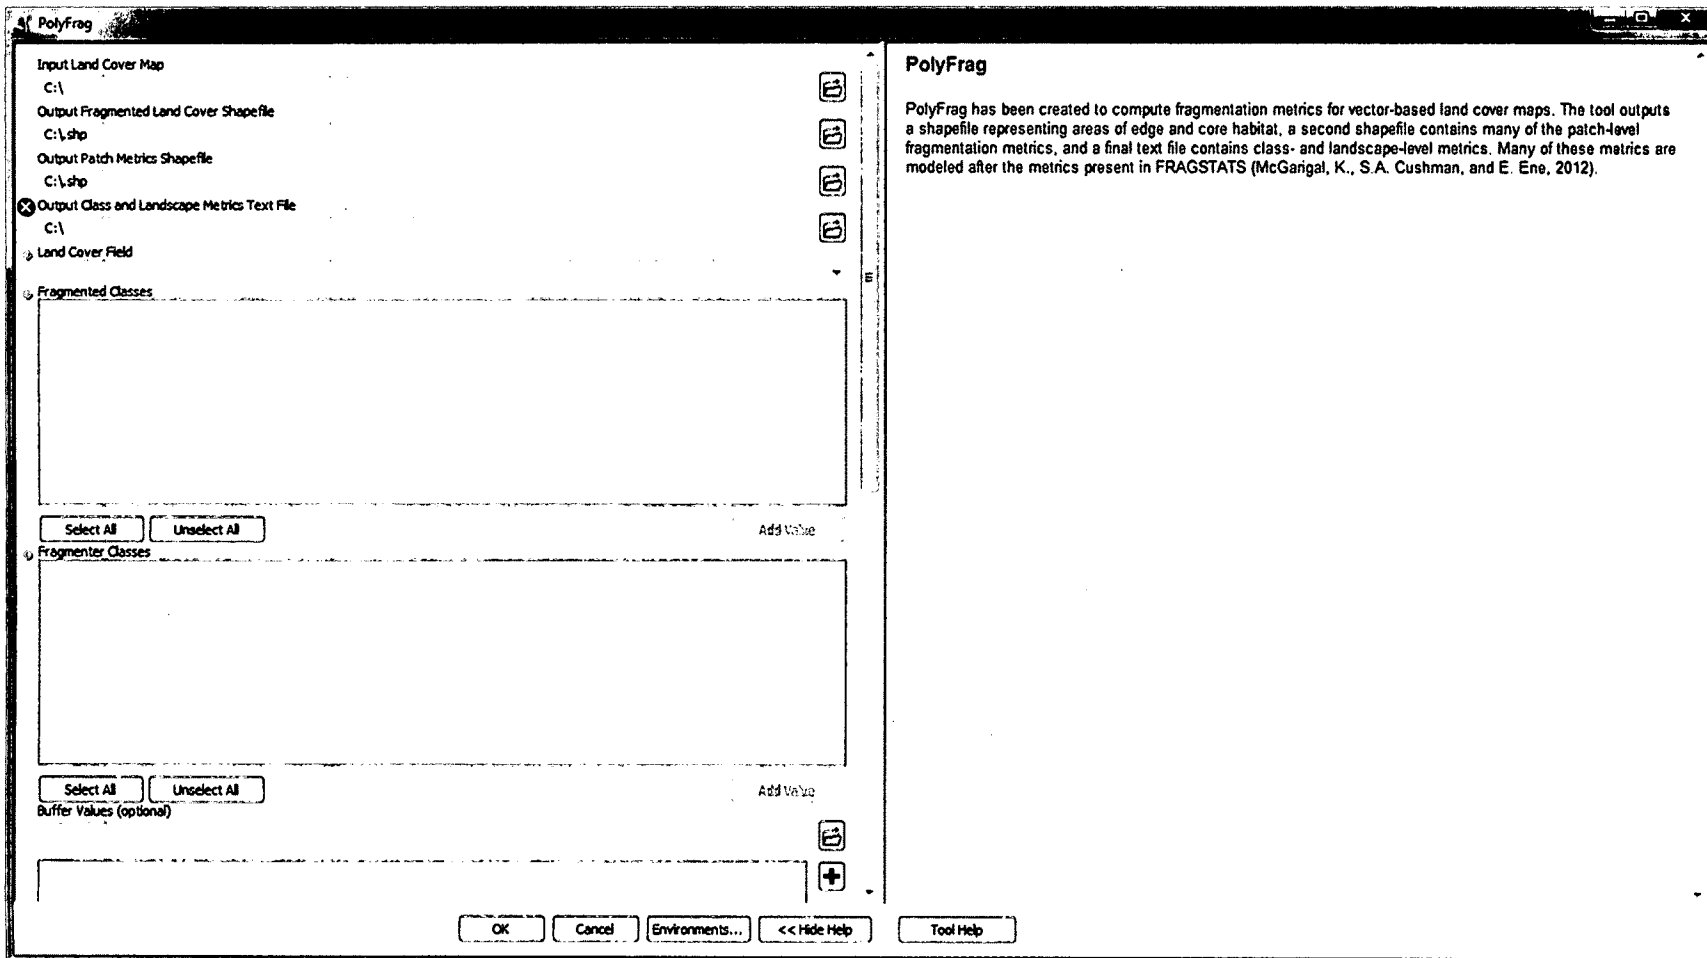 PolyFrag
Input Land Cover Map
C:\
Output Fragmented Land Cover Shapefile
C:\.shp
Output Patch Metrics Shapefile
C:\.shp
Output Class and Landscape Metrics Text File
C:\
Land Cover Field
Fragmented Classes
Select All
Unselect All
Add Value
Fragmenter Classes
Select All
Unselect All
Add Value
Buffer Values (optional)
OK
Cancel
Environments...
<< Hide Help
PolyFrag
PolyFrag has been created to compute fragmentation metrics for vector-based land cover maps. The tool outputs
a shapefile representing areas of edge and core habitat, a second shapefile contains many of the patch-level
fragmentation metrics, and a final text file contains class- and landscape-level metrics. Many of these metrics are
modeled after the metrics present in FRAGSTATS (McGarigal, K., S.A. Cushman, and E. Ene, 2012).
Tool Help